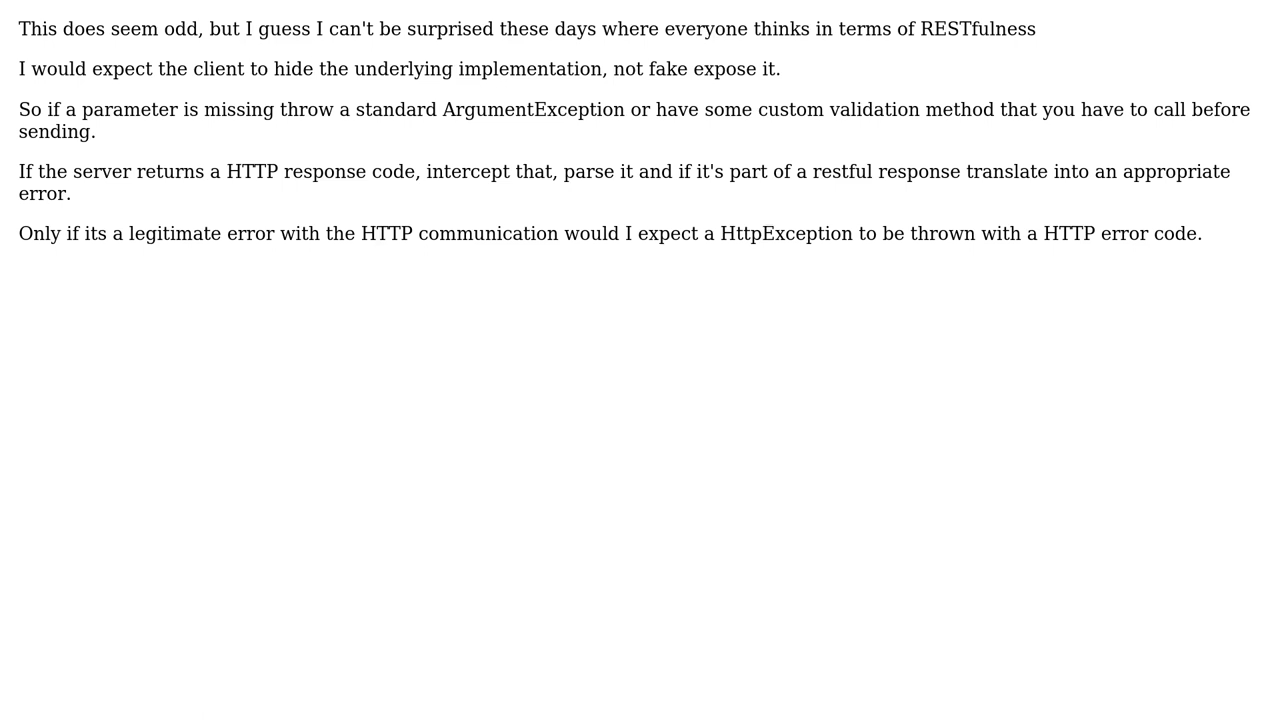 This does seem odd, but I guess I can't be surprised these days where everyone thinks in terms of RESTfulness
I would expect the client to hide the underlying implementation, not fake expose it.
So if a parameter is missing throw a standard ArgumentException or have some custom validation method that you have to call before
sending.
If the server returns a HTTP response code, intercept that, parse it and if it's part of a restful response translate into an appropriate
error.
Only if its a legitimate error with the HTTP communication would I expect a HttpException to be thrown with a HTTP error code.